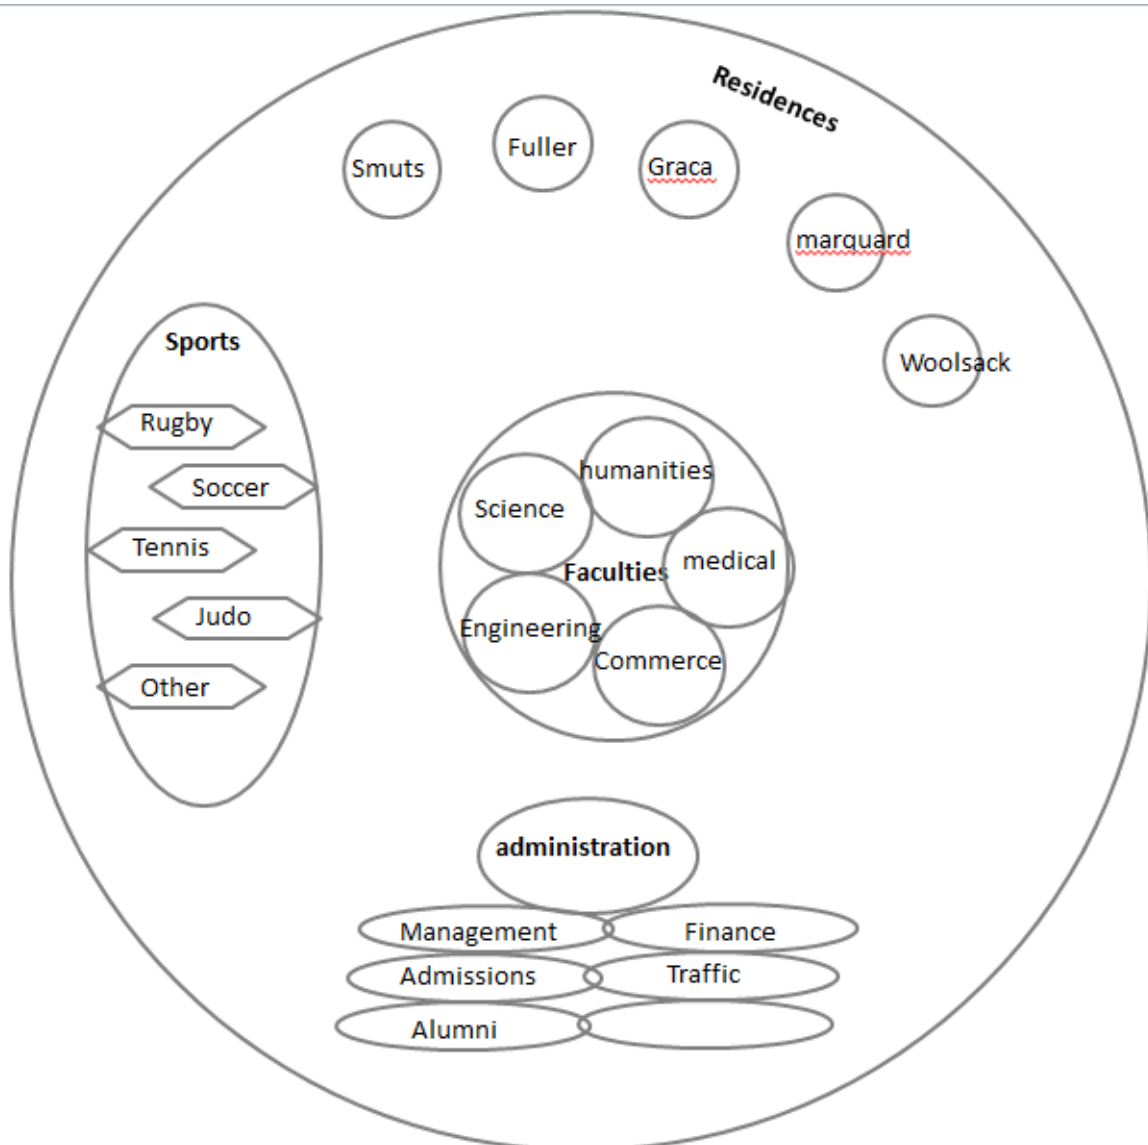 Residences
Smuts
Fuller
Graca
marquard
Woolsack
Sports
Rugby
Soccer
Tennis
Judo
Other
humanities
Science
medical
Faculties
Engineering
Commerce
administration
Management
Finance
Admissions
Traffic
Alumni